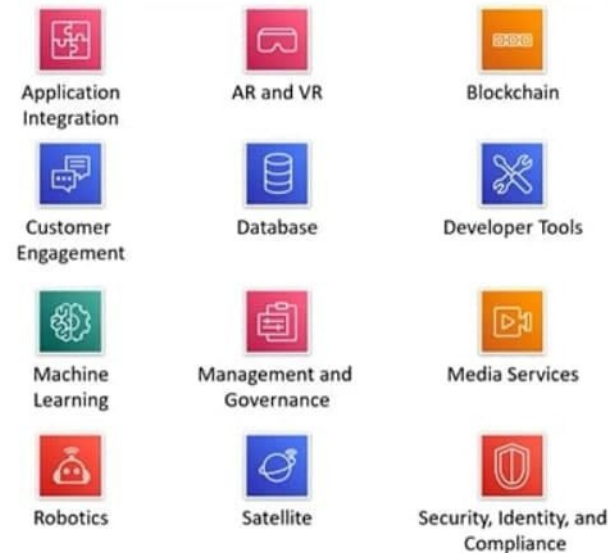 Application
Integration
AR and VR
Blockchain
Customer
Engagement
Database
Developer Tools
Machine
Learning
Management and
Governance
Media Services
Robotics
Satellite
Security, Identity, and
Compliance